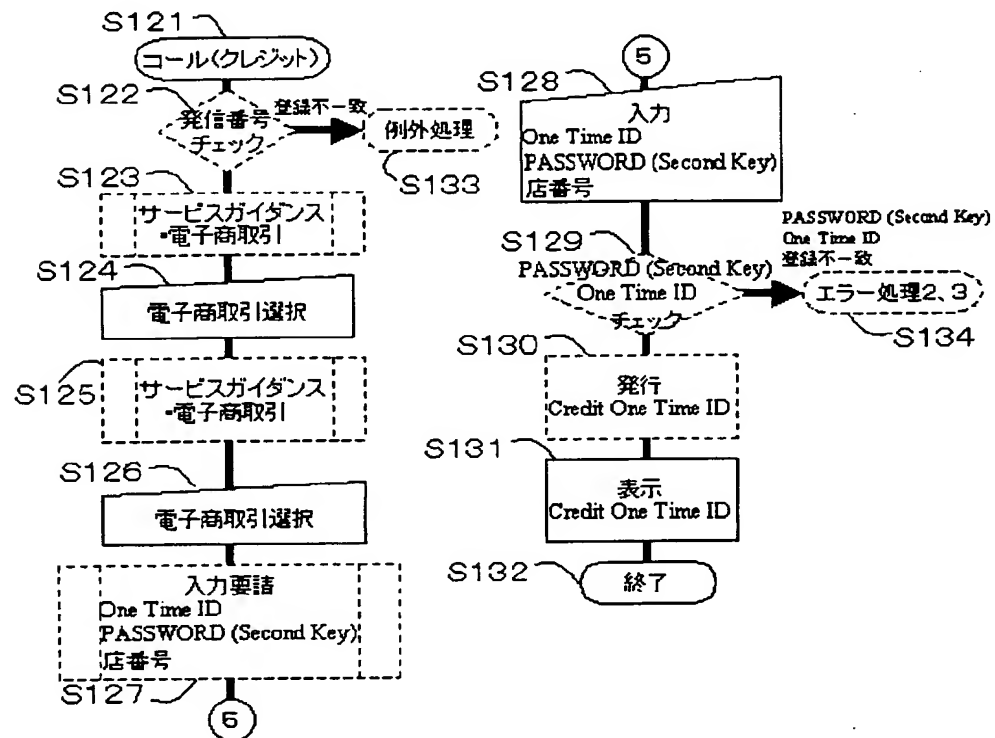 S121
コール(クレジット)
S122
発信番号
チェック
登録不一致
例外処理
S133
S123
サービスガイダンス
・電子商取引
S124
電子商取引選択
S125
サービスガイダンス
・電子商取引
S126
電子商取引選択
入力要請
One Time ID
PASSWORD (Second Key)
店番号
S127
5
5
S128
入力
One Time ID
PASSWORD (Second Key)
店番号
S129
PASSWORD (Second Key)
One Time ID
チェック
PASSWORD (Second Key)
One Time ID
登録不一致
エラー処理2、3
S134
S130
発行
Credit One Time ID
S131
表示
Credit One Time ID
S132
終了